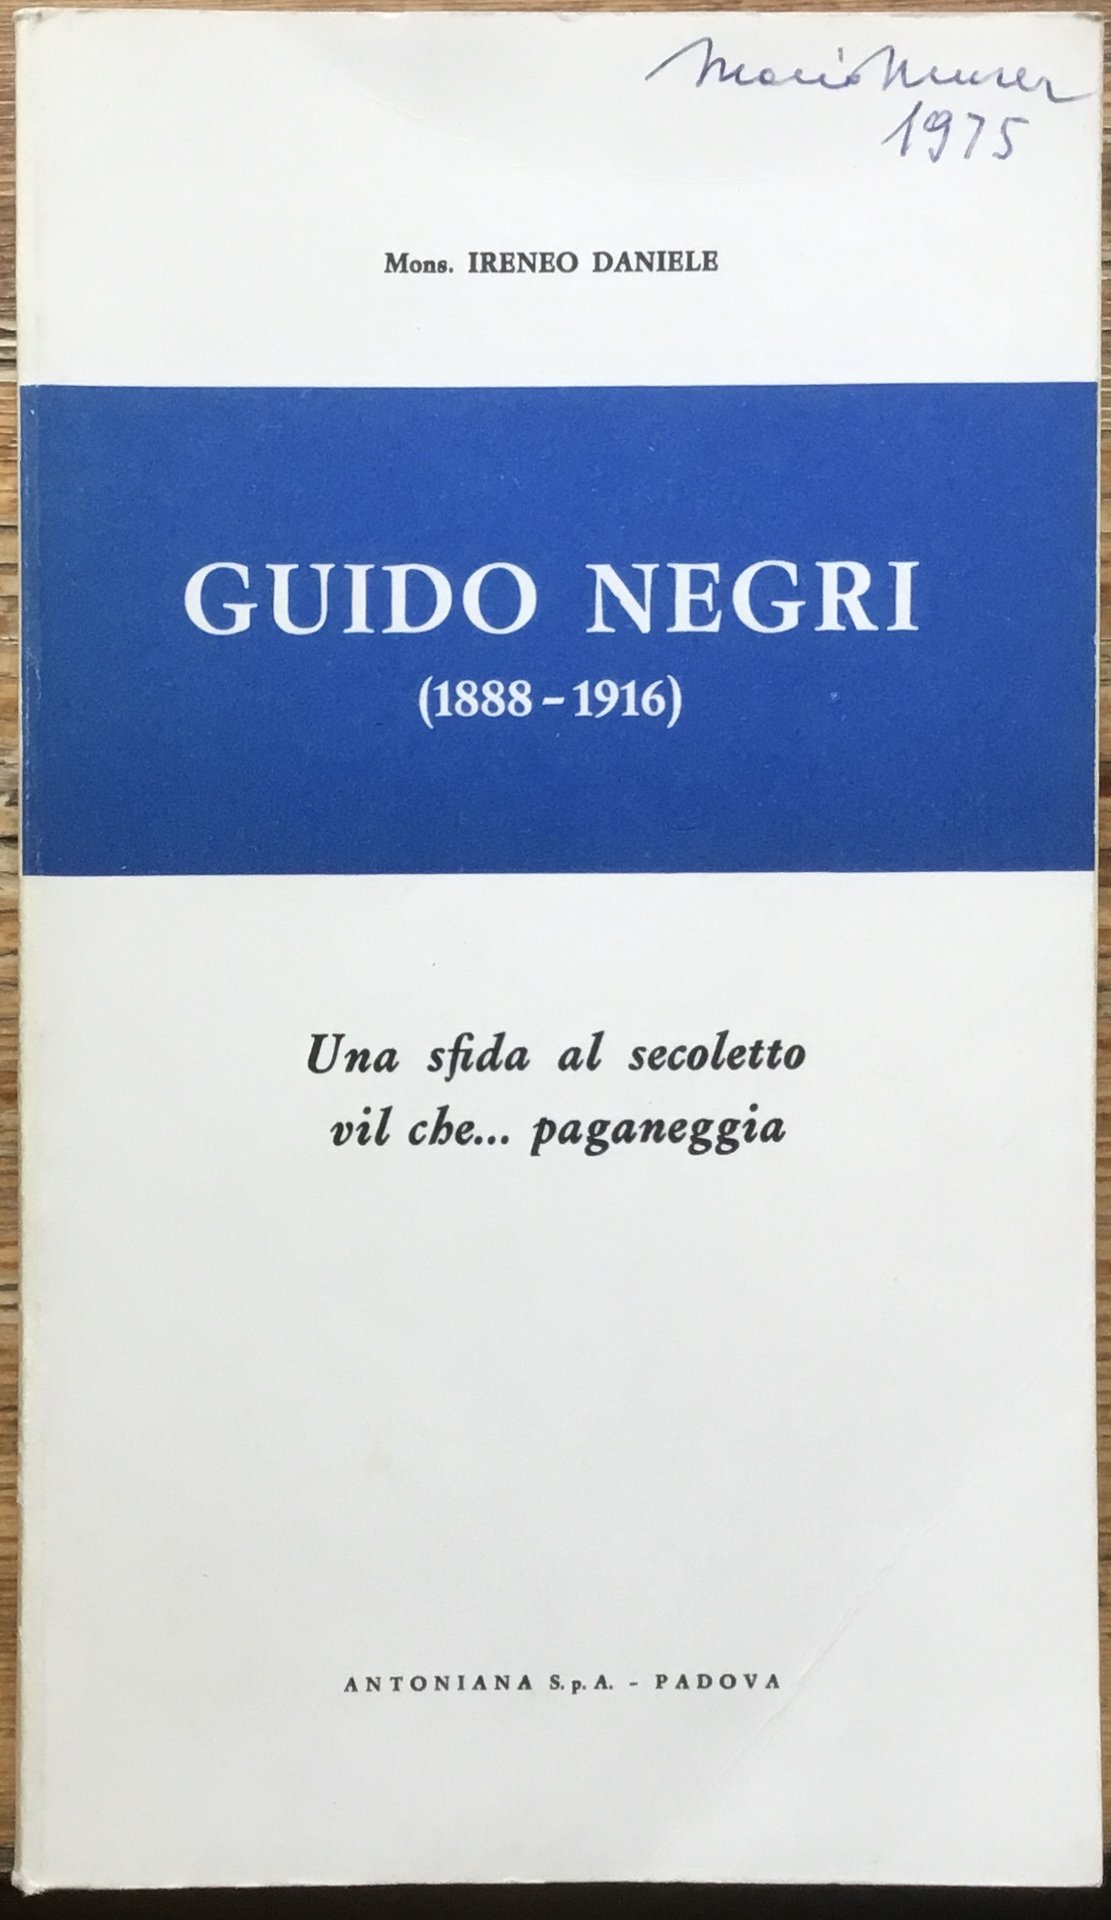 1975
Mons. IRENEO DANIELE
GUIDO NEGRI
(1888 - 1916)
Una sfida al secoletto
vil che... paganeggia
ANTONIANA S.p.A. - PADOVA